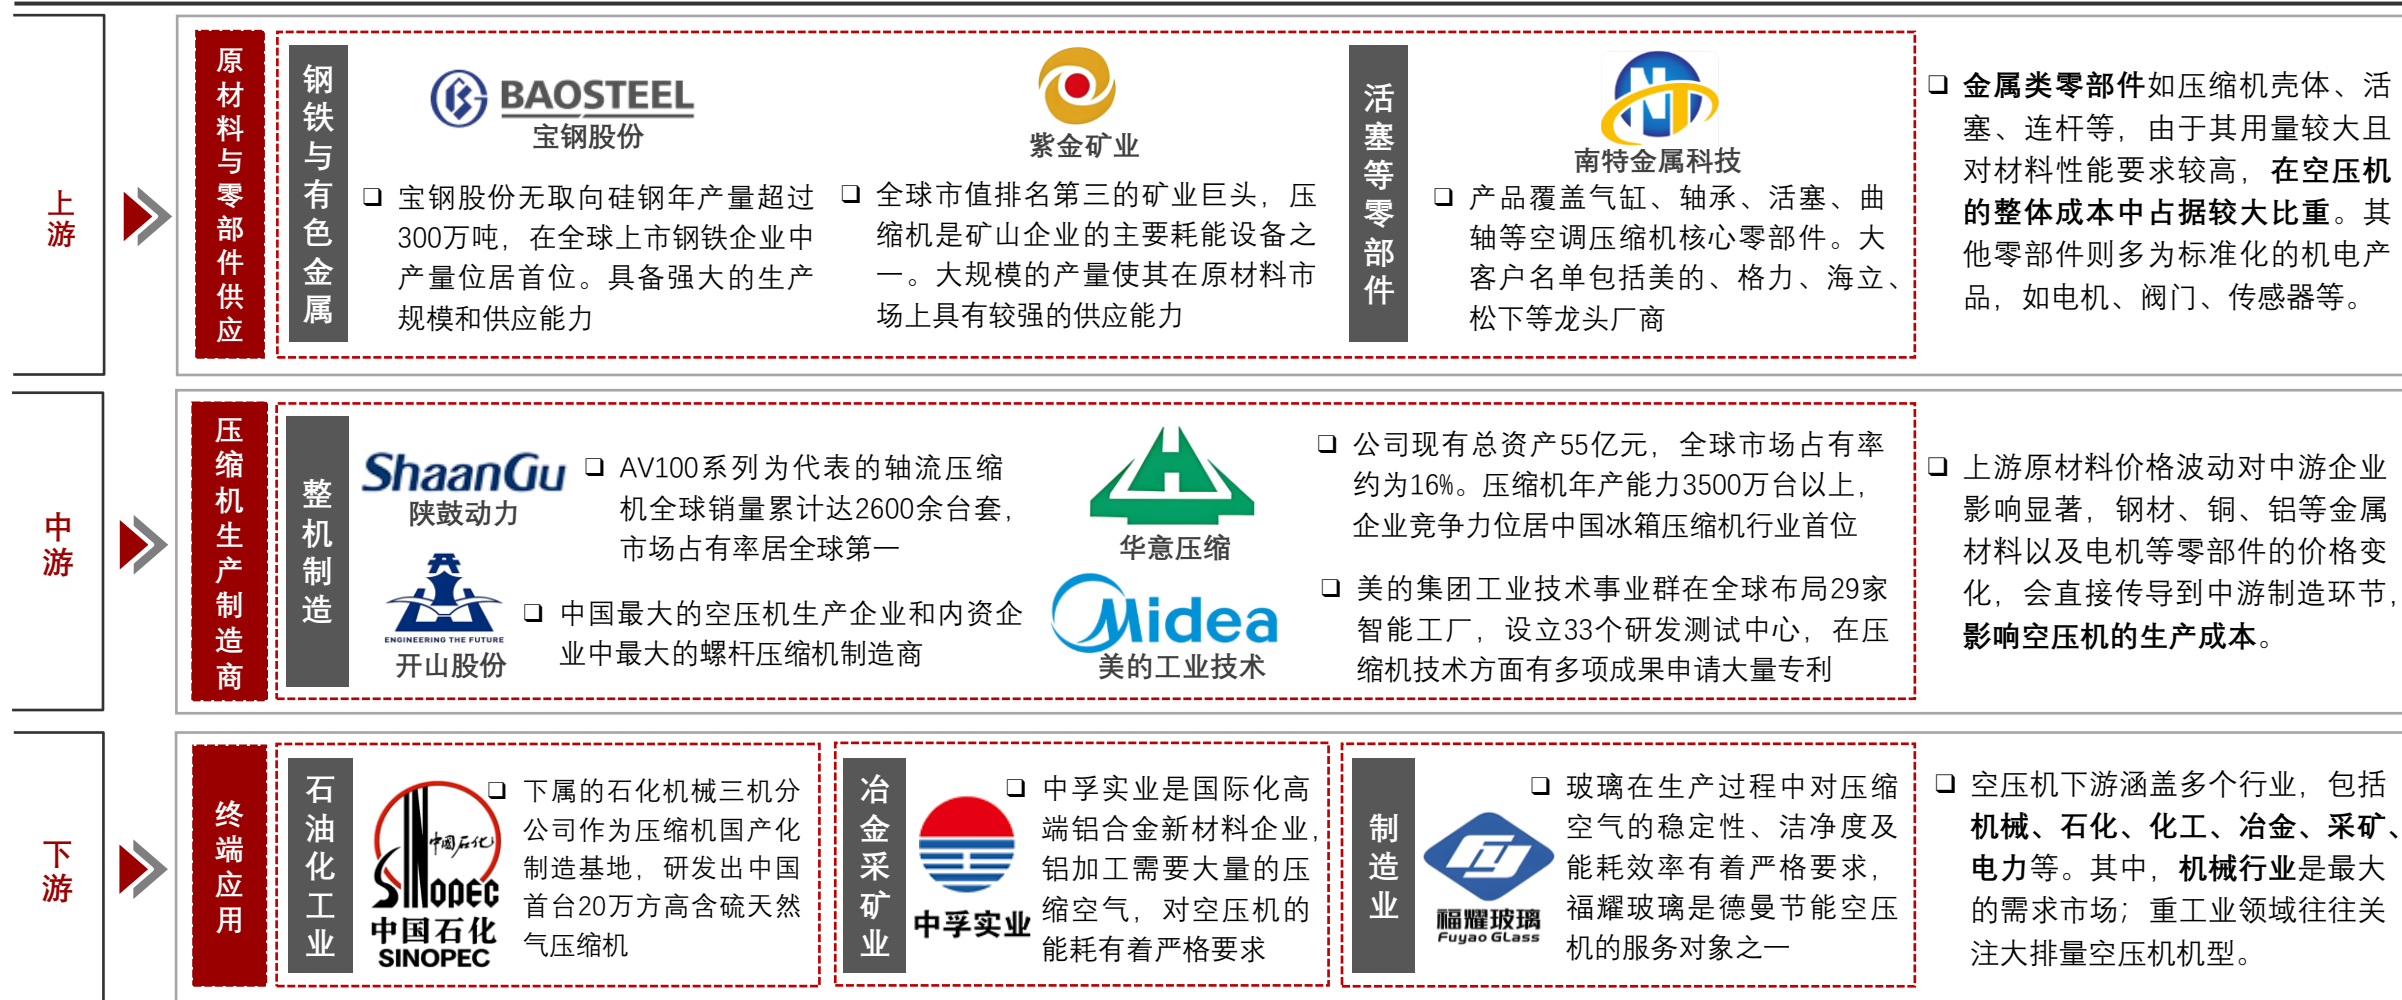 上
游
原
材
料
与
零
部
件
供
应
钢
铁
与
有
色
金
属
BAOSTEEL
宝钢股份
❑ 宝钢股份无取向硅钢年产量超过
300万吨，在全球上市钢铁企业中
产量位居首位。具备强大的生产
规模和供应能力
紫金矿业
❑ 全球市值排名第三的矿业巨头，压
缩机是矿山企业的主要耗能设备之
一。大规模的产量使其在原材料市
场上具有较强的供应能力
活
塞
等
零
部
件
NT
南特金属科技
❑ 产品覆盖气缸、轴承、活塞、曲
轴等空调压缩机核心零部件。大
客户名单包括美的、格力、海立、
松下等龙头厂商
❑ 金属类零部件如压缩机壳体、活
塞、连杆等，由于其用量较大且
对材料性能要求较高，在空压机
的整体成本中占据较大比重。其
他零部件则多为标准化的机电产
品，如电机、阀门、传感器等。
中
游
压
缩
机
生
产
制
造
商
整
机
制
造
ShaanGu
陕鼓动力
❑ AV100系列为代表的轴流压缩
机全球销量累计达2600余台套，
市场占有率居全球第一
ENGINEERING THE FUTURE
开山股份
❑ 中国最大的空压机生产企业和内资企
业中最大的螺杆压缩机制造商
华意压缩
❑ 公司现有总资产55亿元，全球市场占有率
约为16%。压缩机年产能力3500万台以上，
企业竞争力位居中国冰箱压缩机行业首位
Midea
美的工业技术
❑ 美的集团工业技术事业群在全球布局29家
智能工厂，设立33个研发测试中心，在压
缩机技术方面有多项成果申请大量专利
❑ 上游原材料价格波动对中游企业
影响显著，钢材、铜、铝等金属
材料以及电机等零部件的价格变
化，会直接传导到中游制造环节，
影响空压机的生产成本。
下
游
终
端
应
用
石
油
化
工
业
中国石化
SINOPEC
中国石化
SINOPEC
❑ 下属的石化机械三机分
公司作为压缩机国产化
制造基地，研发出中国
首台20万方高含硫天然
气压缩机
冶
金
采
矿
业
中孚实业
❑ 中孚实业是国际化高
端铝合金新材料企业，
铝加工需要大量的压
缩空气，对空压机的
能耗有着严格要求
制
造
业
福耀玻璃
Fuyao GLass
❑ 玻璃在生产过程中对压缩
空气的稳定性、洁净度及
能耗效率有着严格要求，
福耀玻璃是德曼节能空压
机的服务对象之一
❑ 空压机下游涵盖多个行业，包括
机械、石化、化工、冶金、采矿、
电力等。其中，机械行业是最大
的需求市场；重工业领域往往关
注大排量空压机机型。